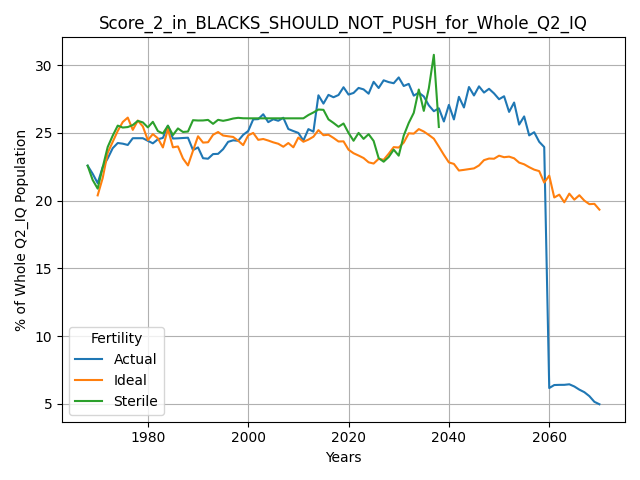 Score_2_in_BLACKS_SHOULD_NOT_PUSH_for_Whole_Q2_IQ
% of Whole Q2_IQ Population
30
25
20
15
10
5
Fertility
Actual
Ideal
Sterile
1980
2000
2020
2040
2060
Years